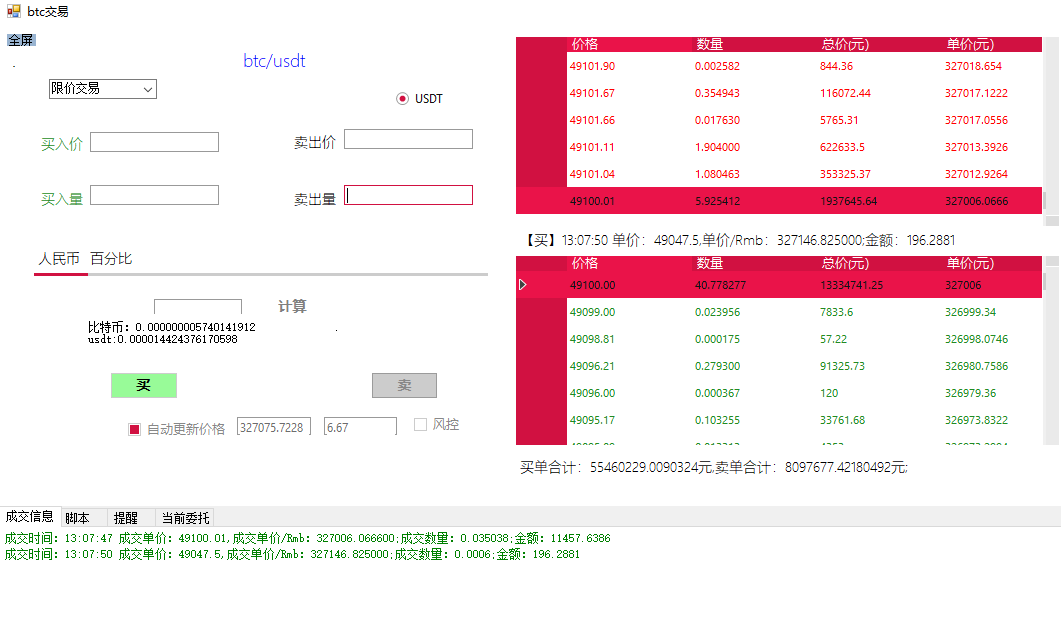 btc交易
全屏
btc/usdt
限价交易
USDT
买入价
卖出价
买入量
卖出量
人民币 百分比
计算
比特币：0.000000005740141912
usdt:0.000014424376170598
买
卖
自动更新价格 327075.7228 6.67 风控
价格 数量 总价(元) 单价(元)
49101.90 0.002582 844.36 327018.654
49101.67 0.354943 116072.44 327017.1222
49101.66 0.017630 5765.31 327017.0556
49101.11 1.904000 622633.5 327013.3926
49101.04 1.080463 353325.37 327012.9264
49100.01 5.925412 1937645.64 327006.0666
【买】13:07:50 单价：49047.5,单价/Rmb：327146.825000;金额：196.2881
价格 数量 总价(元) 单价(元)
49100.00 40.778277 13334741.25 327006
49099.00 0.023956 7833.6 326999.34
49098.81 0.000175 57.22 326998.0746
49096.21 0.279300 91325.73 326980.7586
49096.00 0.000367 120 326979.36
49095.17 0.103255 33761.68 326973.8322
买单合计：55460229.0090324元,卖单合计：8097677.42180492元;
成交信息 脚本 提醒 当前委托
成交时间：13:07:47 成交单价：49100.01,成交单价/Rmb：327006.066600;成交数量：0.035038;金额：11457.6386
成交时间：13:07:50 成交单价：49047.5,成交单价/Rmb：327146.825000;成交数量：0.0006;金额：196.2881